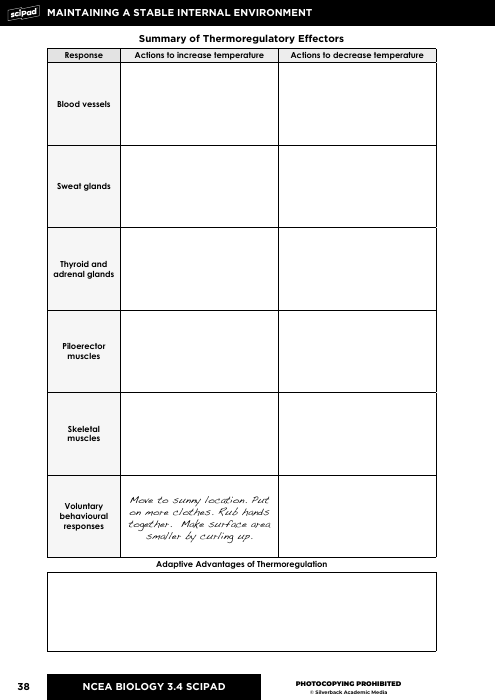 scipad MAINTAINING A STABLE INTERNAL ENVIRONMENT
Summary of Thermoregulatory Effectors
Response Actions to increase temperature Actions to decrease temperature
Blood vessels
Sweat glands
Thyroid and
adrenal glands
Piloerector
muscles
Skeletal
muscles
Voluntary
behavioural
responses
Move to sunny location. Put
on more clothes. Rub hands
together. Make surface area
smaller by curling up.
Adaptive Advantages of Thermoregulation
38 NCEA BIOLOGY 3.4 SCIPAD
PHOTOCOPYING PROHIBITED
© Silverback Academic Media